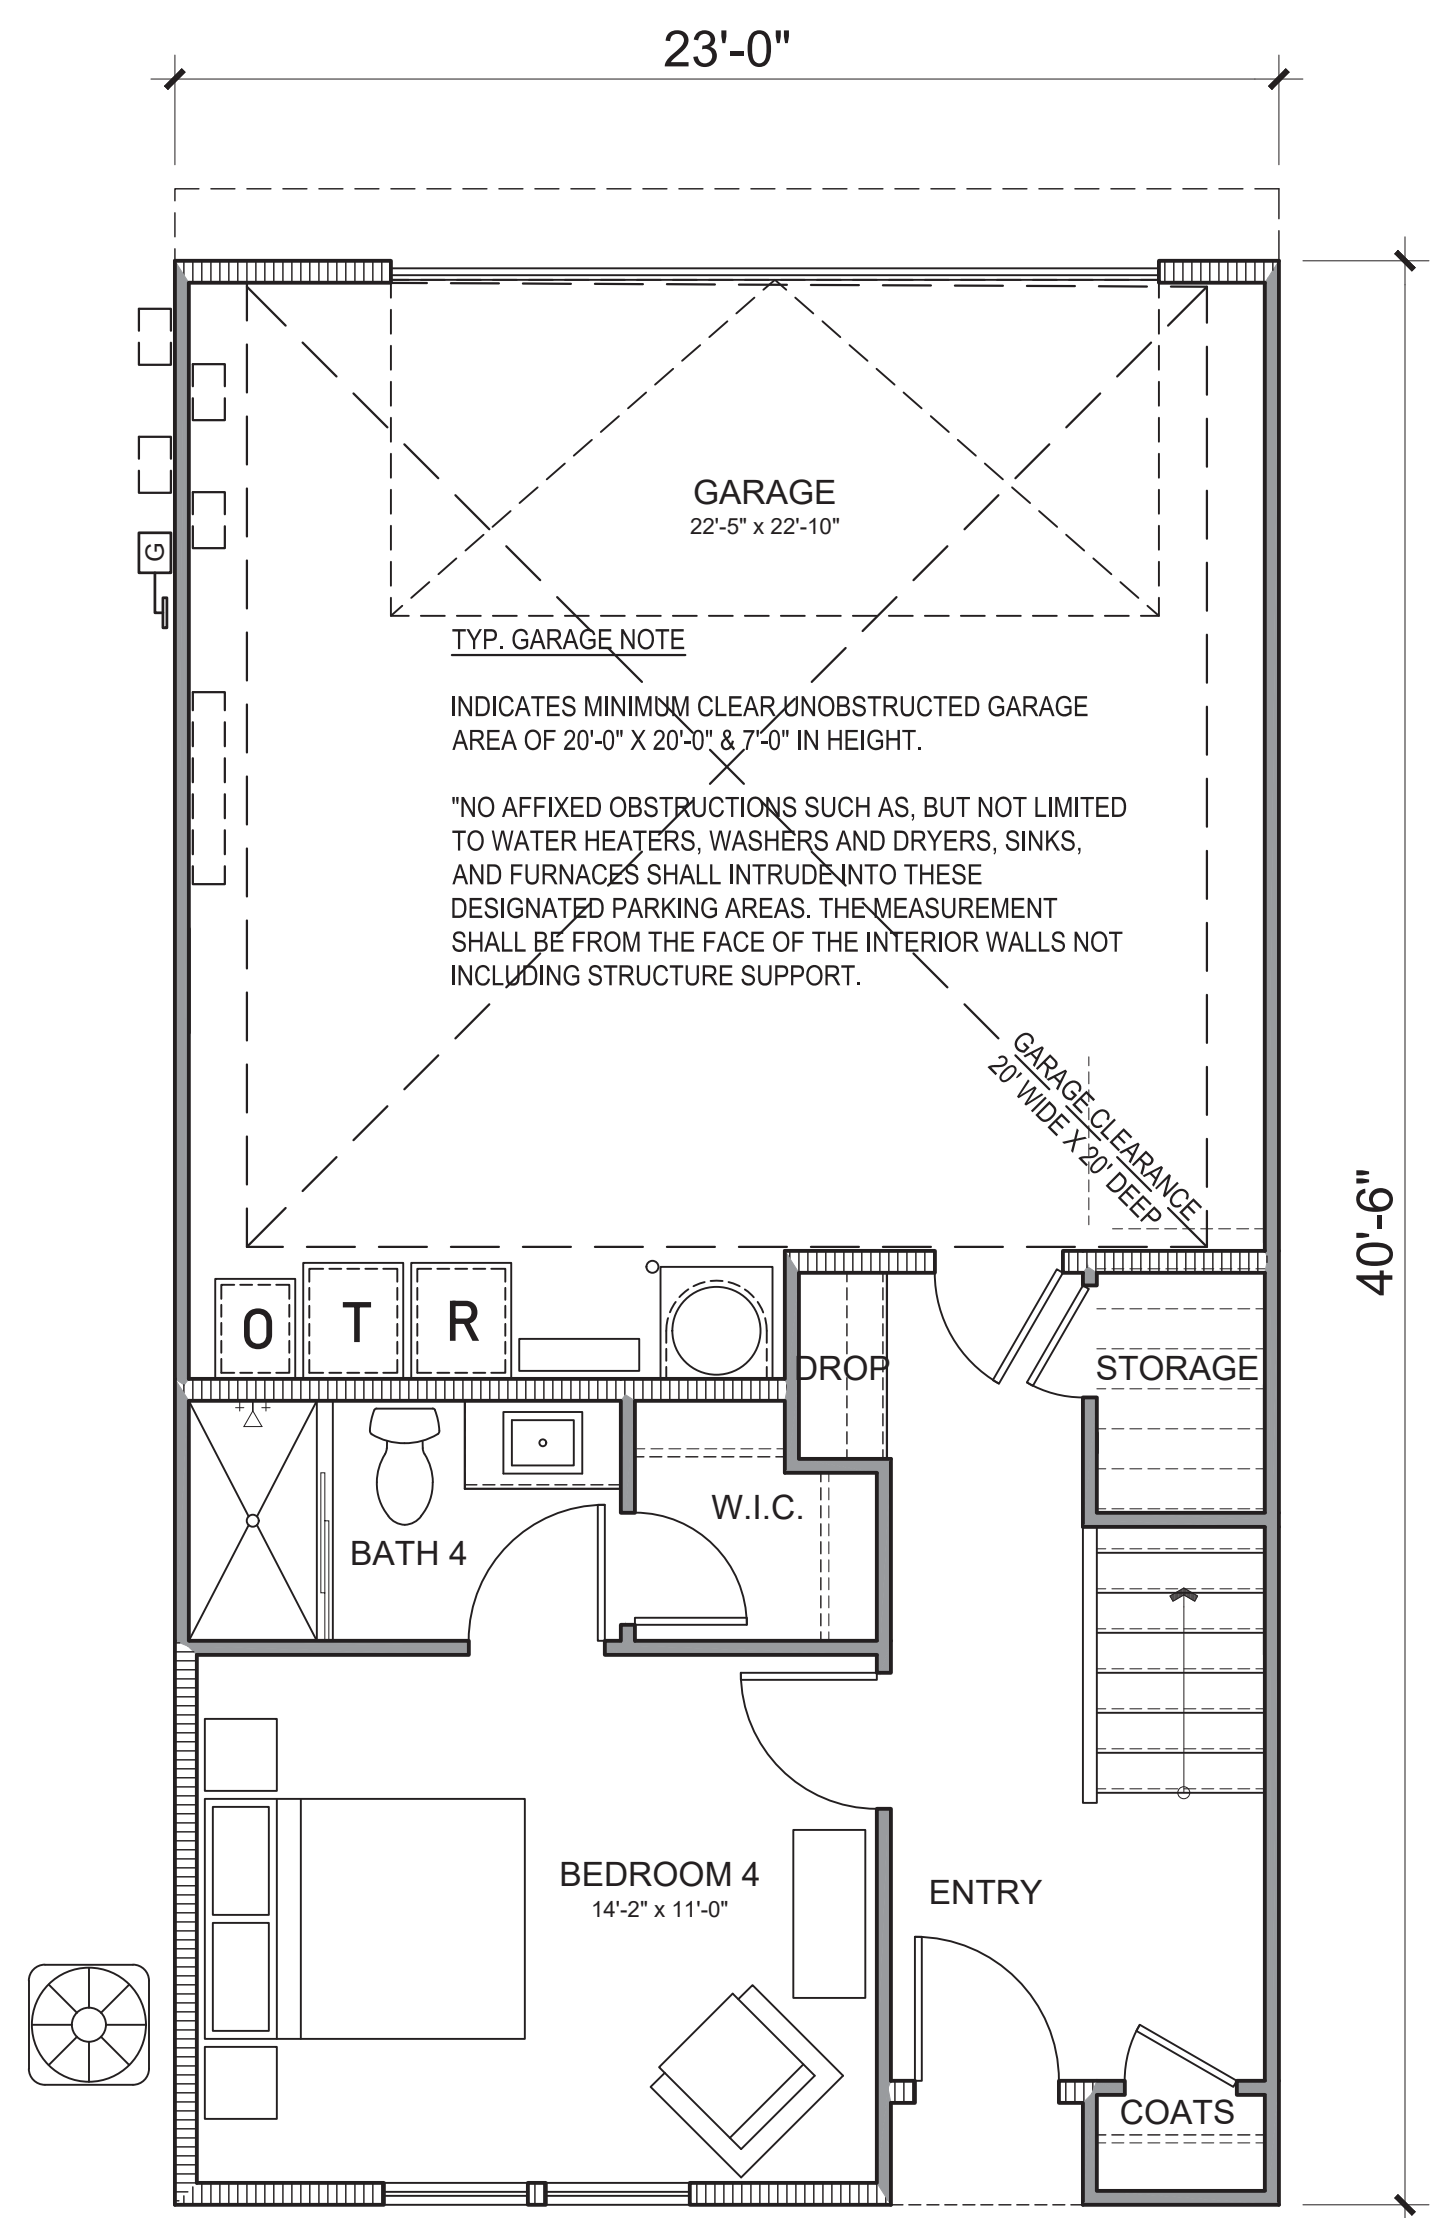 23'-0"
GARAGE
22'-5" x 22'-10"
G
TYP. GARAGE NOTE
INDICATES MINIMUM CLEAR UNOBSTRUCTED GARAGE
AREA OF 20'-0" X 20'-0" & 7'-0" IN HEIGHT.
"NO AFFIXED OBSTRUCTIONS SUCH AS, BUT NOT LIMITED
TO WATER HEATERS, WASHERS AND DRYERS, SINKS,
AND FURNACES SHALL INTRUDE INTO THESE
DESIGNATED PARKING AREAS. THE MEASUREMENT
SHALL BE FROM THE FACE OF THE INTERIOR WALLS NOT
INCLUDING STRUCTURE SUPPORT.
GARAGE CLEARANCE
20' WIDE X 20' DEEP
40'-6"
O T R
DROP
STORAGE
W.I.C.
BATH 4
BEDROOM 4
14'-2" x 11'-0"
ENTRY
COATS